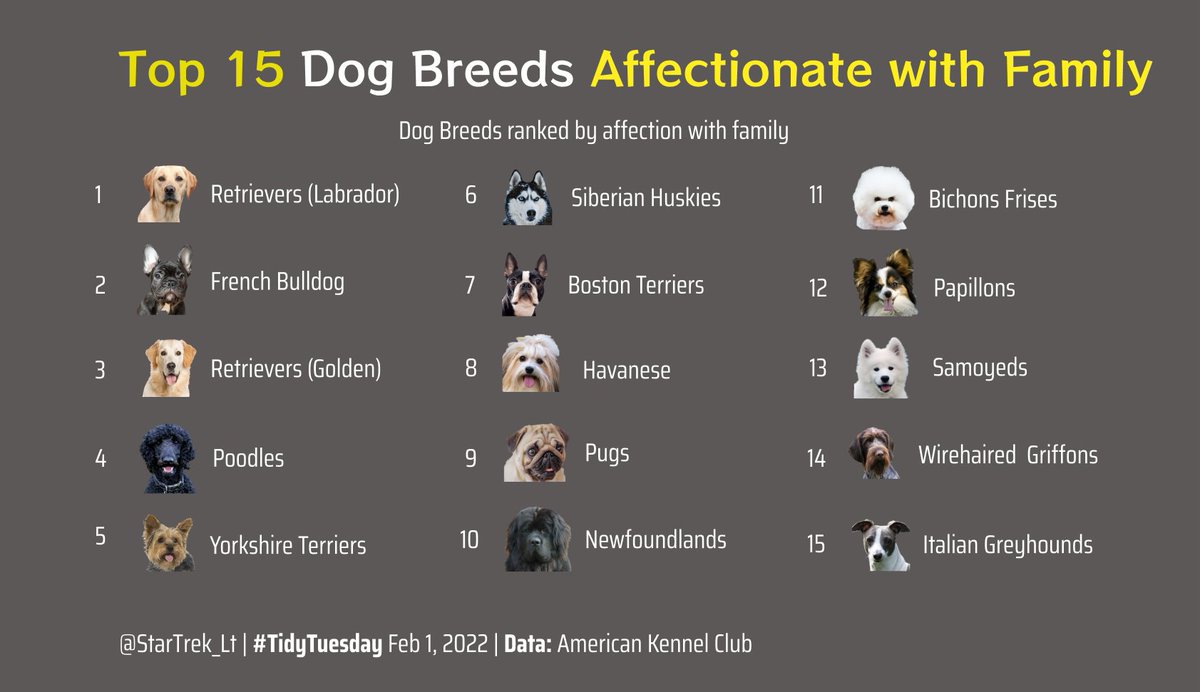 Top 15 Dog Breeds Affectionate with Family
Dog Breeds ranked by affection with family
1 Retrievers (Labrador)
2 French Bulldog
3 Retrievers (Golden)
4 Poodles
5 Yorkshire Terriers
6 Siberian Huskies
7 Boston Terriers
8 Havanese
9 Pugs
10 Newfoundlands
11 Bichons Frises
12 Papillons
13 Samoyeds
14 Wirehaired Griffons
15 Italian Greyhounds
@StarTrek_Lt | #TidyTuesday Feb 1, 2022 | Data: American Kennel Club